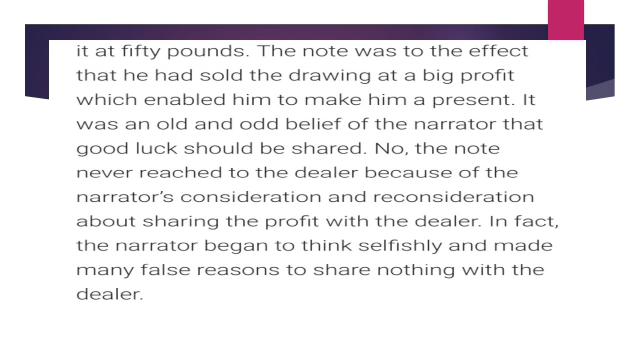 it at fifty pounds. The note was to the effect
that he had sold the drawing at a big profit
which enabled him to make him a present. It
was an old and odd belief of the narrator that
good luck should be shared. No, the note
never reached to the dealer because of the
narrator's consideration and reconsideration
about sharing the profit with the dealer. In fact,
the narrator began to think selfishly and made
many false reasons to share nothing with the
dealer.